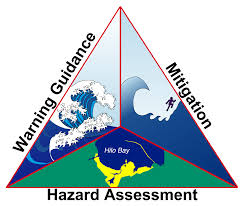 Warning Guidance
Mitigation
Hilo Bay
Hazard Assessment